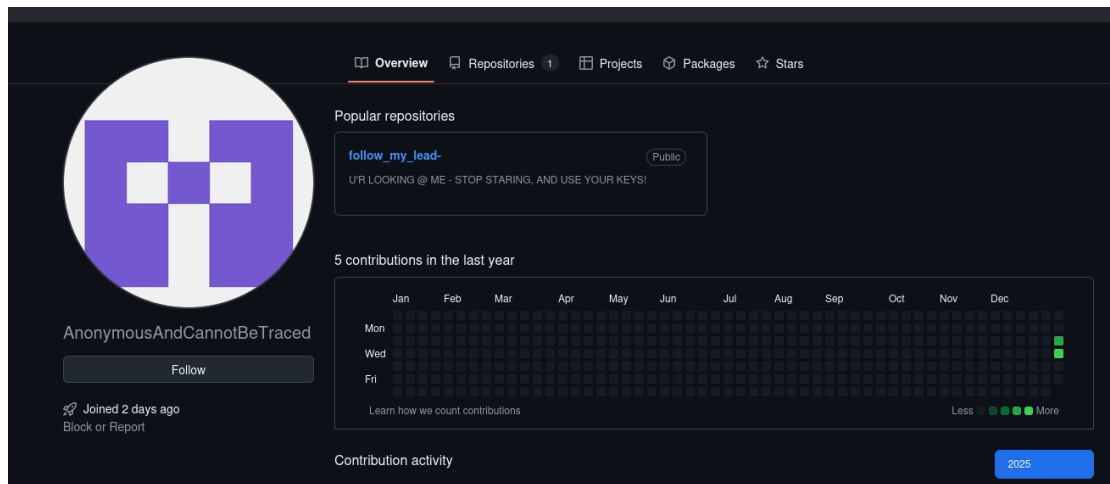 Overview Repositories 1 Projects Packages Stars
Popular repositories
follow_my_lead- Public
U'R LOOKING @ ME - STOP STARING, AND USE YOUR KEYS!
5 contributions in the last year
Jan Feb Mar Apr May Jun Jul Aug Sep Oct Nov Dec
Mon
Wed
Fri
Learn how we count contributions Less More
AnonymousAndCannotBeTraced
Follow
Joined 2 days ago
Block or Report
Contribution activity 2025